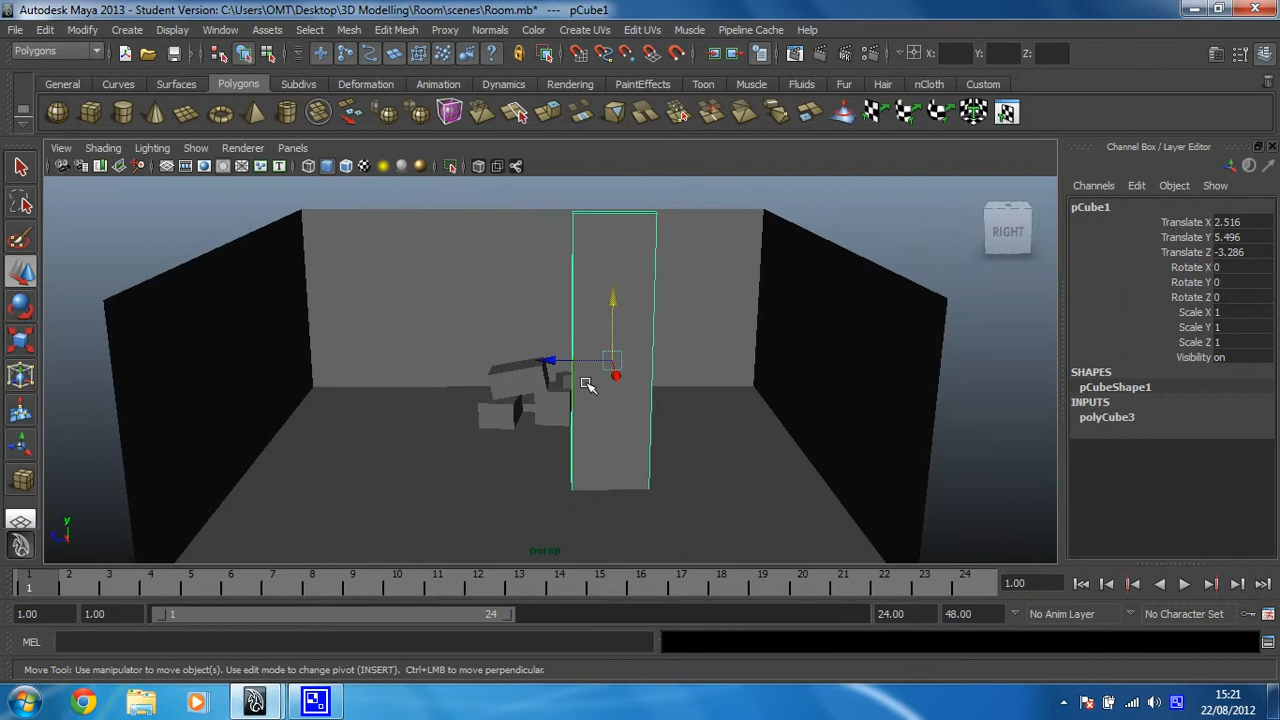 Autodesk Maya 2013 - Student Version: C:\Users\OMT\Desktop\3D Modelling\Room\scenes\Room.mb* --- pCube1
File Edit Modify Create Display Window Assets Select Mesh Edit Mesh Proxy Normals Color Create UVs Edit UVs Muscle Pipeline Cache Help
Polygons X: Y: Z:
General Curves Surfaces Polygons Subdivs Deformation Animation Dynamics Rendering PaintEffects Toon Muscle Fluids Fur Hair nCloth Custom
View Shading Lighting Show Renderer Panels
Channel Box / Layer Editor
Channels Edit Object Show
pCube1
Translate X 2.516
Translate Y 5.496
Translate Z -3.286
Rotate X 0
Rotate Y 0
Rotate Z 0
Scale X 1
Scale Y 1
Scale Z 1
Visibility on
SHAPES
pCubeShape1
INPUTS
polyCube3
RIGHT
y
persp
1 2 3 4 5 6 7 8 9 10 11 12 13 14 15 16 17 18 19 20 21 22 23 24
1 1.00
1.00 1.00 1 24 24.00 48.00 No Anim Layer No Character Set
MEL
Move Tool: Use manipulator to move object(s). Use edit mode to change pivot (INSERT). Ctrl+LMB to move perpendicular.
15:21
22/08/2012